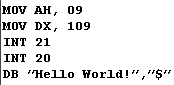 MOV AH, 09
MOV DX, 109
INT 21
INT 20
DB "Hello World!","$"